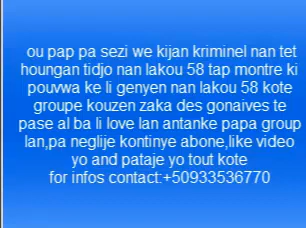 ou pap pa sezi we kijan kriminel nan tet
houngan tidjo nan lakou 58 tap montre ki
pouvwa ke li genyen nan lakou 58 kote
groupe kouzen zaka des gonaives te
pase al ba li love lan antanke papa group
lan,pa neglije kontinye abone,like video
yo and pataje yo tout kote
for infos contact:+50933536770